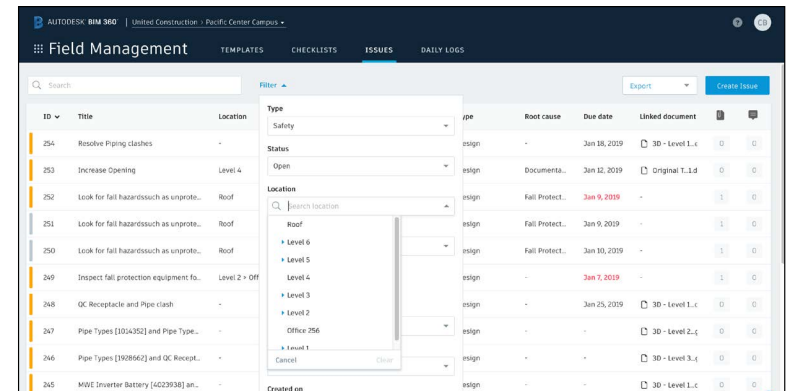 AUTODESK® BIM 360™ United Construction > Pacific Center Campus
CB
Field Management TEMPLATES CHECKLISTS ISSUES DAILY LOGS
Search Filter Export Create Issue
ID Title Location ype Root cause Due date Linked document
254 Resolve Piping clashes - esign - Jan 18, 2019 3D - Level 1...c 0 0
253 Increase Opening Level 4 esign Documenta... Jan 12, 2019 Original T...1.d 0 0
252 Look for fall hazardssuch as unprote... Roof esign Fall Protect... Jan 9, 2019 - 1 0
251 Look for fall hazardssuch as unprote... Roof esign Fall Protect... Jan 9, 2019 - 1 0
250 Look for fall hazardssuch as unprote... Roof esign Fall Protect... Jan 10, 2019 - 1 0
249 Inspect fall protection equipment fo... Level 2 > Off esign - Jan 7, 2019 - 1 0
248 QC Receptacle and Pipe clash - esign - Jan 25, 2019 3D - Level 1...c 0 0
247 Pipe Types [1014352] and Pipe Type... - esign - - 3D - Level 2...g 0 0
246 Pipe Types [1928662] and QC Recept... - esign - - 3D - Level 3...g 0 0
245 MWE Inverter Battery [4023938] an... - esign - - 3D - Level 1...c 0 0
Type
Safety
Status
Open
Location
Search location
Roof
Level 6
Level 5
Level 4
Level 3
Level 2
Office 256
Level 1
Cancel Clear
Created on